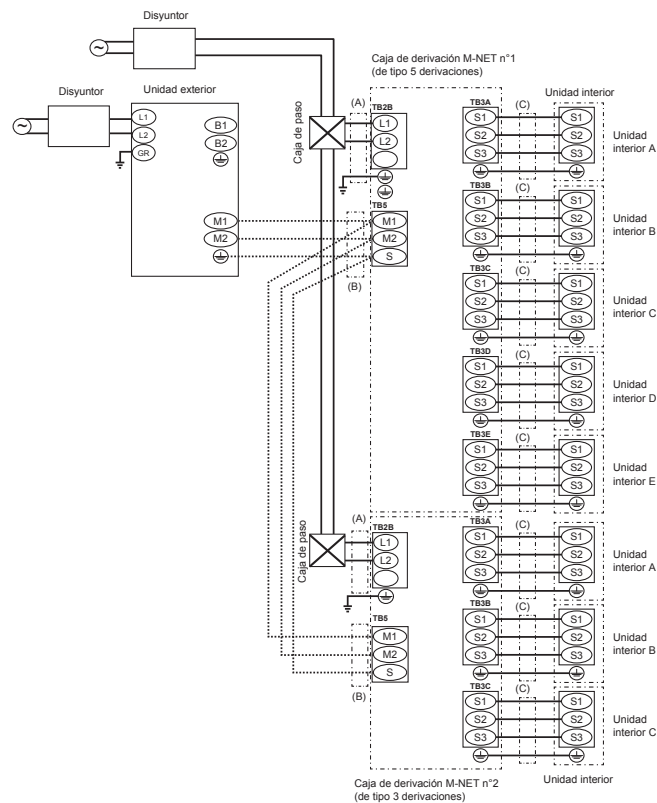 Disyuntor
Disyuntor
Unidad exterior
L1
L2
GR
B1
B2
M1
M2
Caja de paso
Caja de derivación M-NET n°1
(de tipo 5 derivaciones)
Unidad interior
(A)
TB2B
L1
L2
TB5
M1
M2
S
(B)
TB3A
(C)
S1
S1
S2
S2
S3
S3
Unidad
interior A
TB3B
(C)
S1
S1
S2
S2
S3
S3
Unidad
interior B
TB3C
(C)
S1
S1
S2
S2
S3
S3
Unidad
interior C
TB3D
(C)
S1
S1
S2
S2
S3
S3
Unidad
interior D
TB3E
(C)
S1
S1
S2
S2
S3
S3
Unidad
interior E
Caja de paso
(A)
TB2B
L1
L2
TB5
M1
M2
S
(B)
TB3A
(C)
S1
S1
S2
S2
S3
S3
Unidad
interior A
TB3B
(C)
S1
S1
S2
S2
S3
S3
Unidad
interior B
TB3C
(C)
S1
S1
S2
S2
S3
S3
Unidad
interior C
Caja de derivación M-NET n°2
(de tipo 3 derivaciones)
Unidad interior